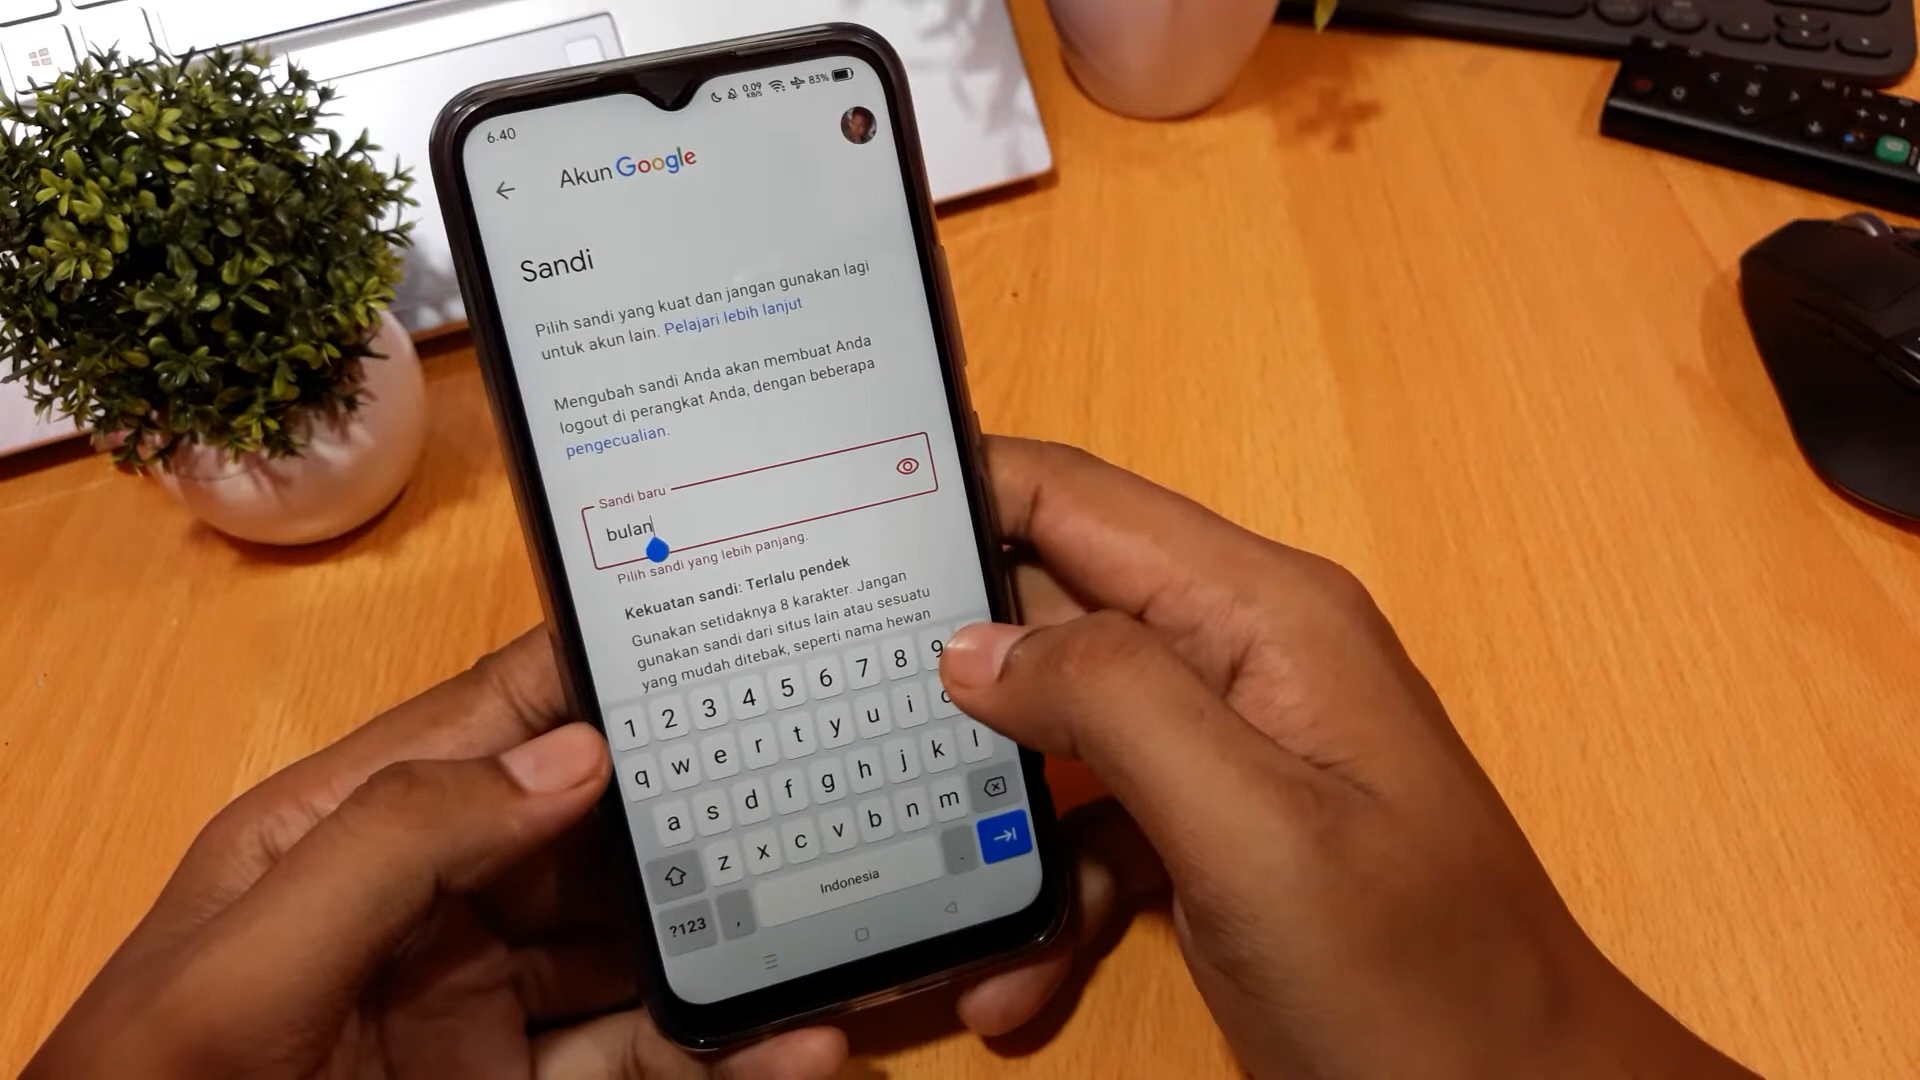 6.40
0.09
KB/S
83%
Akun Google
Sandi
Pilih sandi yang kuat dan jangan gunakan lagi
untuk akun lain. Pelajari lebih lanjut
Mengubah sandi Anda akan membuat Anda
logout di perangkat Anda, dengan beberapa
pengecualian.
Sandi baru
bulan
Pilih sandi yang lebih panjang.
Kekuatan sandi: Terlalu pendek
Gunakan setidaknya 8 karakter. Jangan
gunakan sandi dari situs lain atau sesuatu
yang mudah ditebak, seperti nama hewan
1 2 3 4 5 6 7 8 9
q w e r t y u i
a s d f g h j k l
z x c v b n m
?123 , Indonesia .